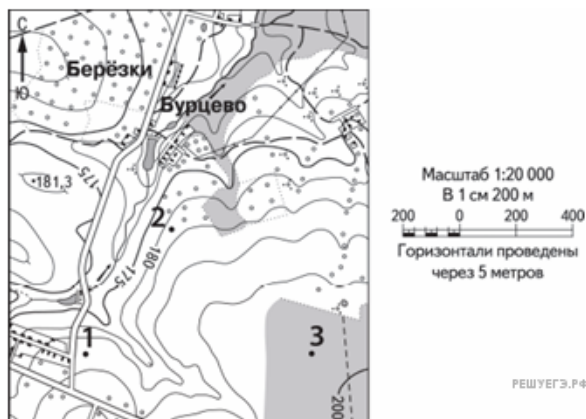 С
Ю
Берёзки
Бурцево
175
181,3
2
180
175
1
3
200
Масштаб 1:20 000
В 1 см 200 м
200 0 200 400
Горизонтали проведены
через 5 метров
РЕШУЕГЭ.РФ